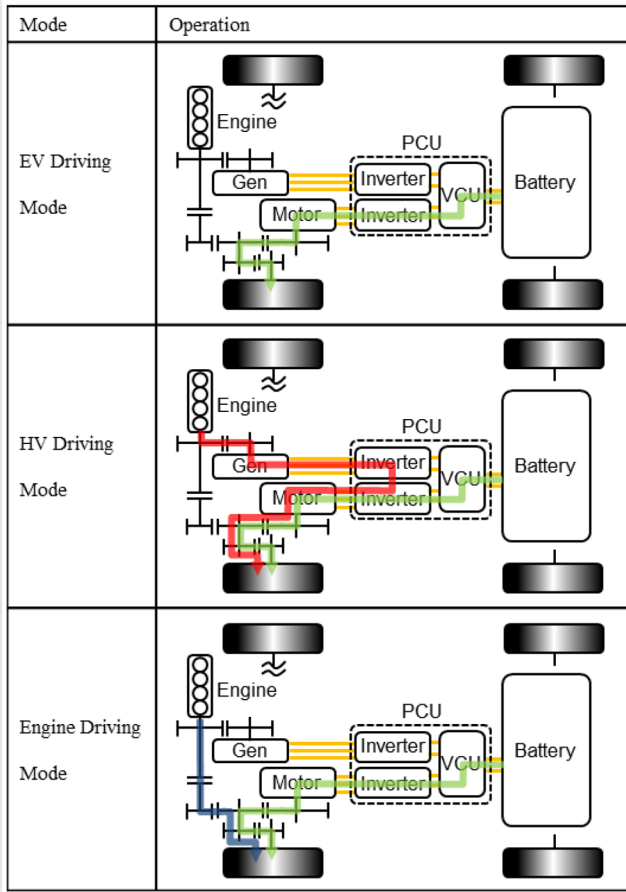 Mode Operation
EV Driving
Mode
Engine
PCU
Gen
Inverter
VCU
Battery
Motor
Inverter
HV Driving
Mode
Engine
PCU
Gen
Inverter
VCU
Battery
Motor
Inverter
Engine Driving
Mode
Engine
PCU
Gen
Inverter
VCU
Battery
Motor
Inverter